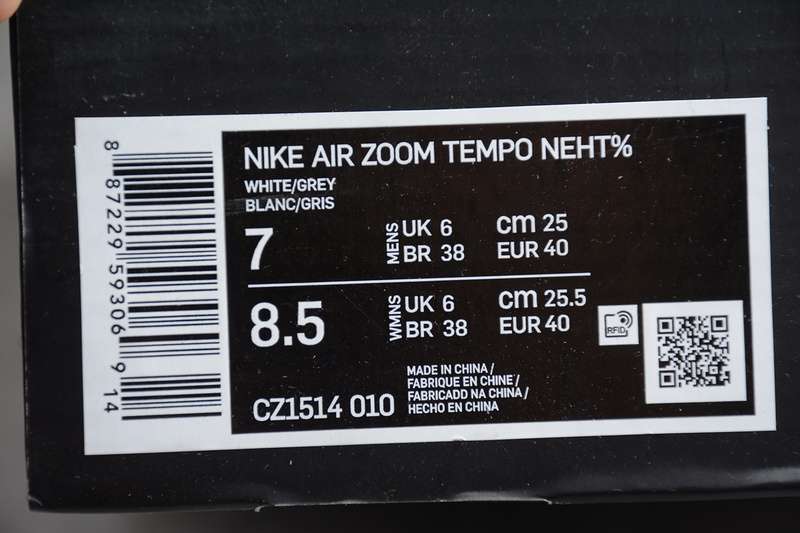 NIKE AIR ZOOM TEMPO NEHT%
WHITE/GREY
BLANC/GRIS
7
MENS
UK 6
BR 38
cm 25
EUR 40
8.5
WMNS
UK 6
BR 38
cm 25.5
EUR 40
RFID
CZ1514 010
MADE IN CHINA /
FABRIQUE EN CHINE /
FABRICADO NA CHINA /
HECHO EN CHINA
8 87229 59306 9 14